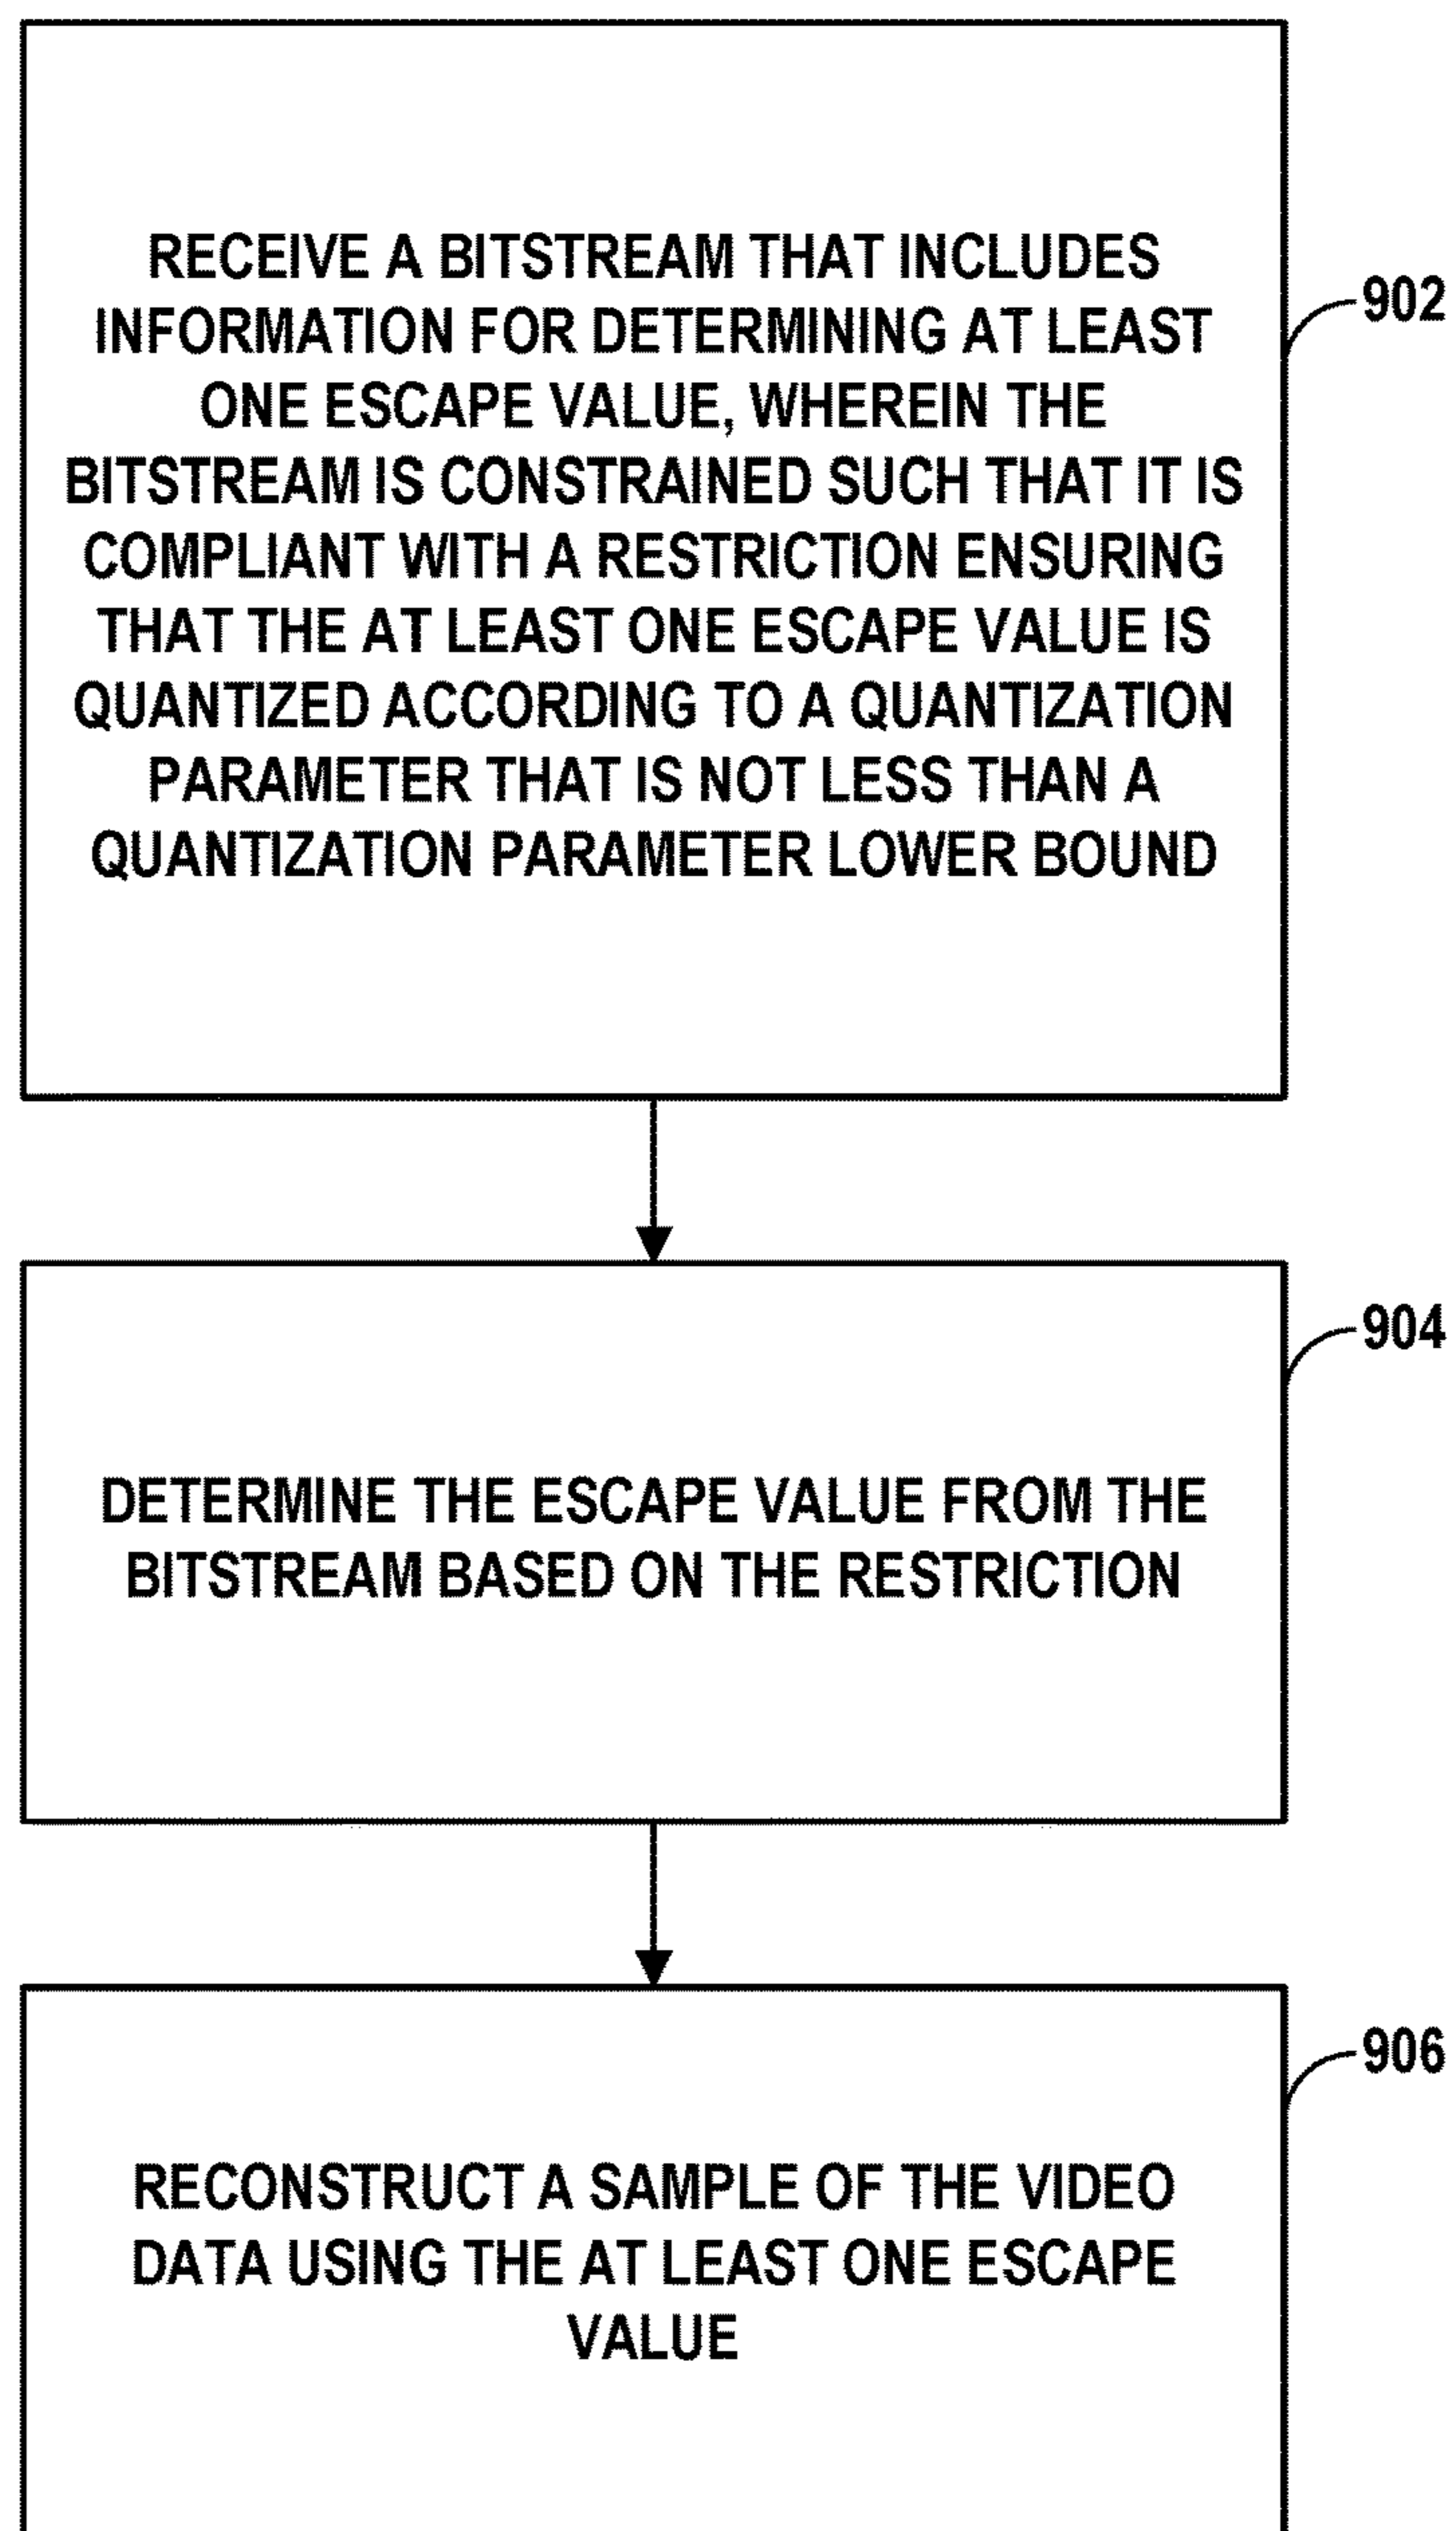 RECEIVE A BITSTREAM THAT INCLUDES
INFORMATION FOR DETERMINING AT LEAST
ONE ESCAPE VALUE, WHEREIN THE
BITSTREAM IS CONSTRAINED SUCH THAT IT IS
COMPLIANT WITH A RESTRICTION ENSURING
THAT THE AT LEAST ONE ESCAPE VALUE IS
QUANTIZED ACCORDING TO A QUANTIZATION
PARAMETER THAT IS NOT LESS THAN A
QUANTIZATION PARAMETER LOWER BOUND
902
DETERMINE THE ESCAPE VALUE FROM THE
BITSTREAM BASED ON THE RESTRICTION
904
RECONSTRUCT A SAMPLE OF THE VIDEO
DATA USING THE AT LEAST ONE ESCAPE
VALUE
906